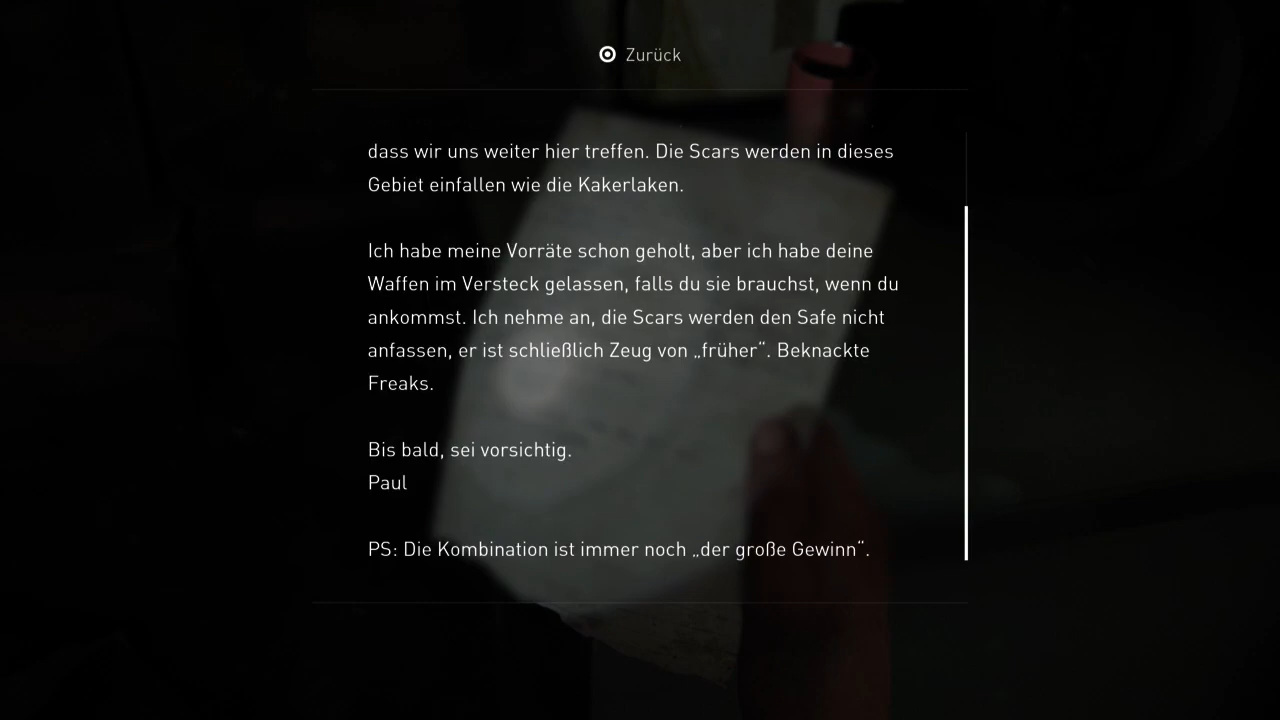 Zurück
dass wir uns weiter hier treffen. Die Scars werden in dieses
Gebiet einfallen wie die Kakerlaken.
Ich habe meine Vorräte schon geholt, aber ich habe deine
Waffen im Versteck gelassen, falls du sie brauchst, wenn du
ankommst. Ich nehme an, die Scars werden den Safe nicht
anfassen, er ist schließlich Zeug von „früher“. Beknackte
Freaks.
Bis bald, sei vorsichtig.
Paul
PS: Die Kombination ist immer noch „der große Gewinn“.